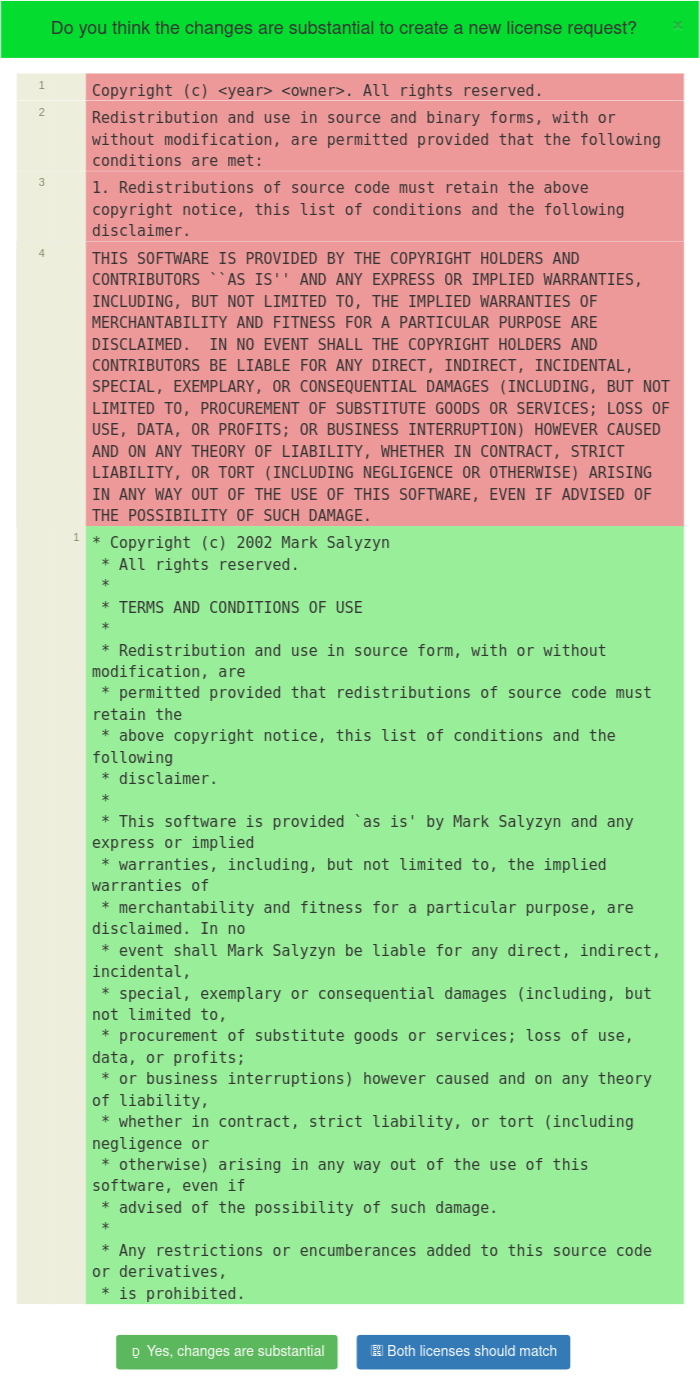 Do you think the changes are substantial to create a new license request?
×
1
Copyright (c) <year> <owner>. All rights reserved.
2
Redistribution and use in source and binary forms, with or
without modification, are permitted provided that the following
conditions are met:
3
1. Redistributions of source code must retain the above
copyright notice, this list of conditions and the following
disclaimer.
4
THIS SOFTWARE IS PROVIDED BY THE COPYRIGHT HOLDERS AND
CONTRIBUTORS ``AS IS'' AND ANY EXPRESS OR IMPLIED WARRANTIES,
INCLUDING, BUT NOT LIMITED TO, THE IMPLIED WARRANTIES OF
MERCHANTABILITY AND FITNESS FOR A PARTICULAR PURPOSE ARE
DISCLAIMED.  IN NO EVENT SHALL THE COPYRIGHT HOLDERS AND
CONTRIBUTORS BE LIABLE FOR ANY DIRECT, INDIRECT, INCIDENTAL,
SPECIAL, EXEMPLARY, OR CONSEQUENTIAL DAMAGES (INCLUDING, BUT NOT
LIMITED TO, PROCUREMENT OF SUBSTITUTE GOODS OR SERVICES; LOSS OF
USE, DATA, OR PROFITS; OR BUSINESS INTERRUPTION) HOWEVER CAUSED
AND ON ANY THEORY OF LIABILITY, WHETHER IN CONTRACT, STRICT
LIABILITY, OR TORT (INCLUDING NEGLIGENCE OR OTHERWISE) ARISING
IN ANY WAY OUT OF THE USE OF THIS SOFTWARE, EVEN IF ADVISED OF
THE POSSIBILITY OF SUCH DAMAGE.
1
* Copyright (c) 2002 Mark Salyzyn
* All rights reserved.
*
* TERMS AND CONDITIONS OF USE
*
* Redistribution and use in source form, with or without
modification, are
* permitted provided that redistributions of source code must
retain the
* above copyright notice, this list of conditions and the
following
* disclaimer.
*
* This software is provided `as is' by Mark Salyzyn and any
express or implied
* warranties, including, but not limited to, the implied
warranties of
* merchantability and fitness for a particular purpose, are
disclaimed. In no
* event shall Mark Salyzyn be liable for any direct, indirect,
incidental,
* special, exemplary or consequential damages (including, but
not limited to,
* procurement of substitute goods or services; loss of use,
data, or profits;
* or business interruptions) however caused and on any theory
of liability,
* whether in contract, strict liability, or tort (including
negligence or
* otherwise) arising in any way out of the use of this
software, even if
* advised of the possibility of such damage.
*
* Any restrictions or encumberances added to this source code
or derivatives,
* is prohibited.
Yes, changes are substantial
Both licenses should match